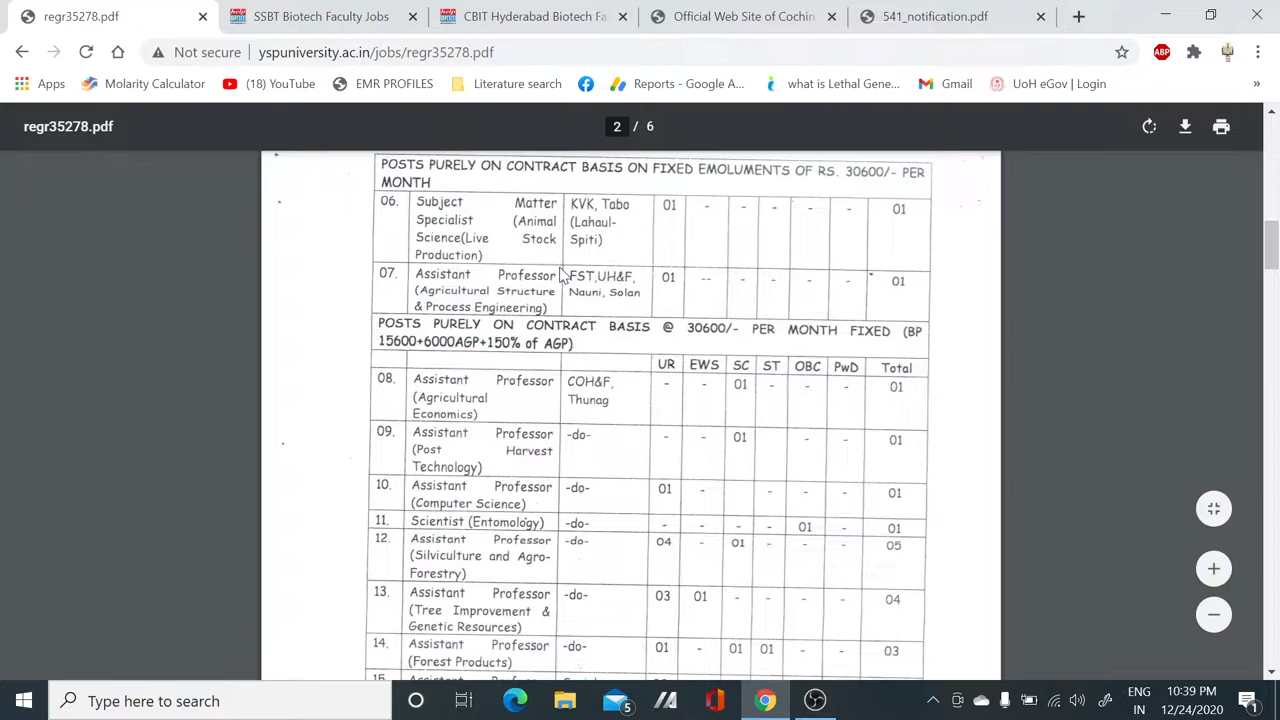 regr35278.pdf
SSBT Biotech Faculty Jobs
CBIT Hyderabad Biotech Fa
Official Web Site of Cochin
541_notification.pdf
Not secure yspuniversity.ac.in/jobs/regr35278.pdf
ABP
Apps Molarity Calculator (18) YouTube EMR PROFILES Literature search Reports - Google A... what is Lethal Gene... Gmail UoH eGov | Login »
regr35278.pdf 2 / 6
POSTS PURELY ON CONTRACT BASIS ON FIXED EMOLUMENTS OF RS. 30600/- PER
MONTH
06. Subject Matter KVK, Tabo 01 - - - - - 01
Specialist (Animal (Lahaul-
Science(Live Stock Spiti)
Production)
07. Assistant Professor FST,UH&F, 01 -- - - - - 01
(Agricultural Structure Nauni, Solan
& Process Engineering)
POSTS PURELY ON CONTRACT BASIS @ 30600/- PER MONTH FIXED (BP
15600+6000AGP+150% of AGP)
UR EWS SC ST OBC PwD Total
08. Assistant Professor COH&F, - - 01 - - - 01
(Agricultural Thunag
Economics)
09. Assistant Professor -do- - - 01 - - 01
(Post Harvest
Technology)
10. Assistant Professor -do- 01 - - - - 01
(Computer Science)
11. Scientist (Entomology) -do- - - - - 01 - 01
12. Assistant Professor -do- 04 - 01 - - - 05
(Silviculture and Agro-
Forestry)
13. Assistant Professor -do- 03 01 - - - - 04
(Tree Improvement &
Genetic Resources)
14. Assistant Professor -do- 01 - 01 01 - - 03
(Forest Products)
Type here to search
5
ENG
IN
10:39 PM
12/24/2020
1